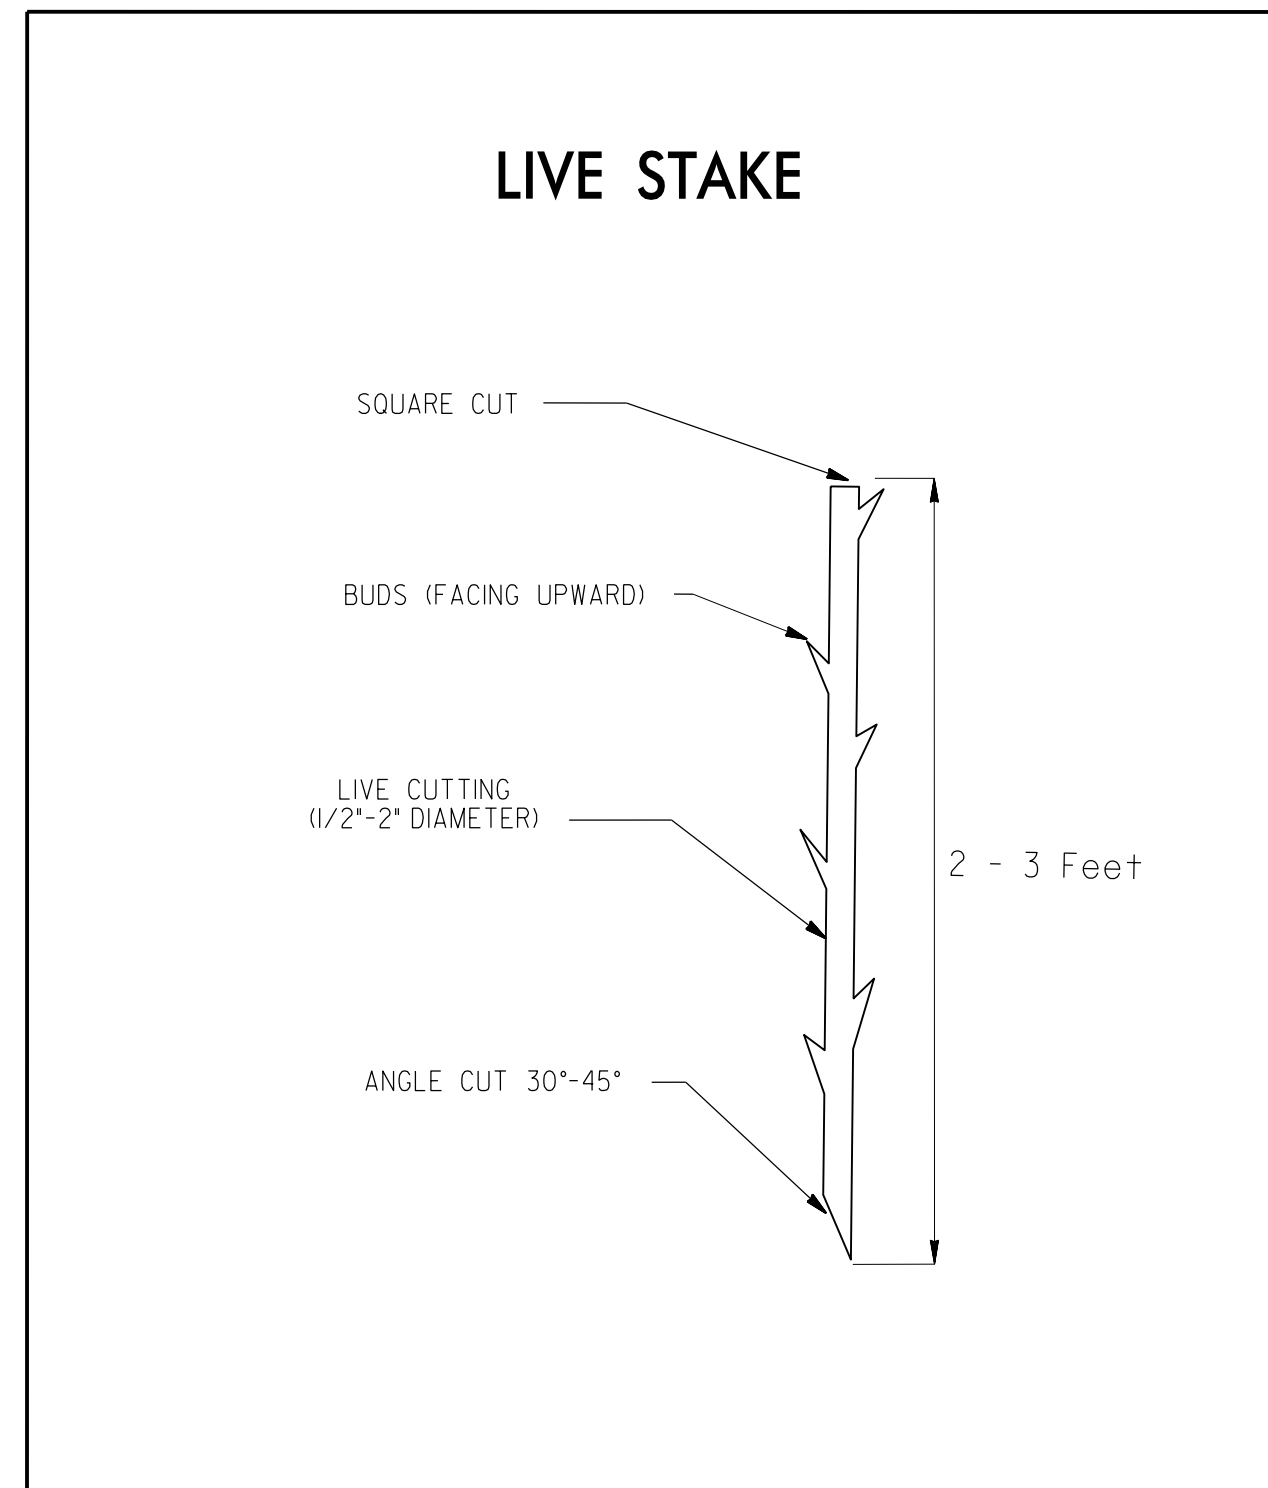 LIVE STAKE
SQUARE CUT
BUDS (FACING UPWARD)
LIVE CUTTING
(1/2"-2" DIAMETER)
2 - 3 Feet
ANGLE CUT 30°-45°